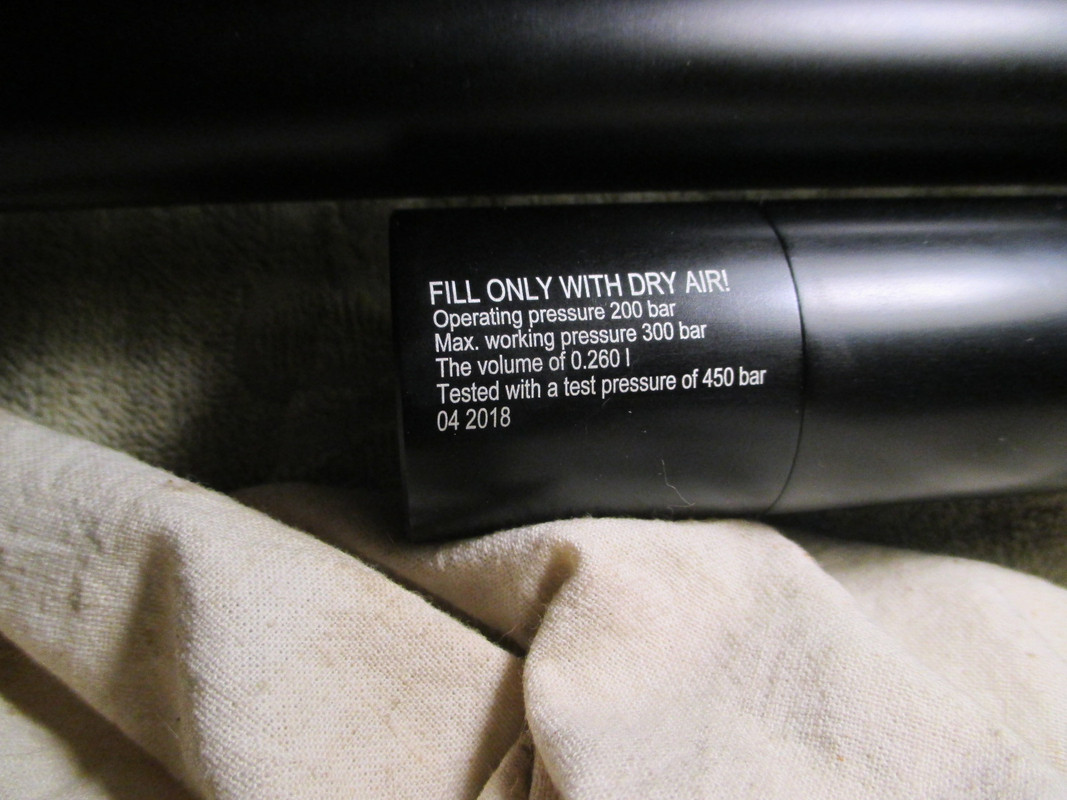 FILL ONLY WITH DRY AIR!
Operating pressure 200 bar
Max. working pressure 300 bar
The volume of 0.260 l
Tested with a test pressure of 450 bar
04 2018